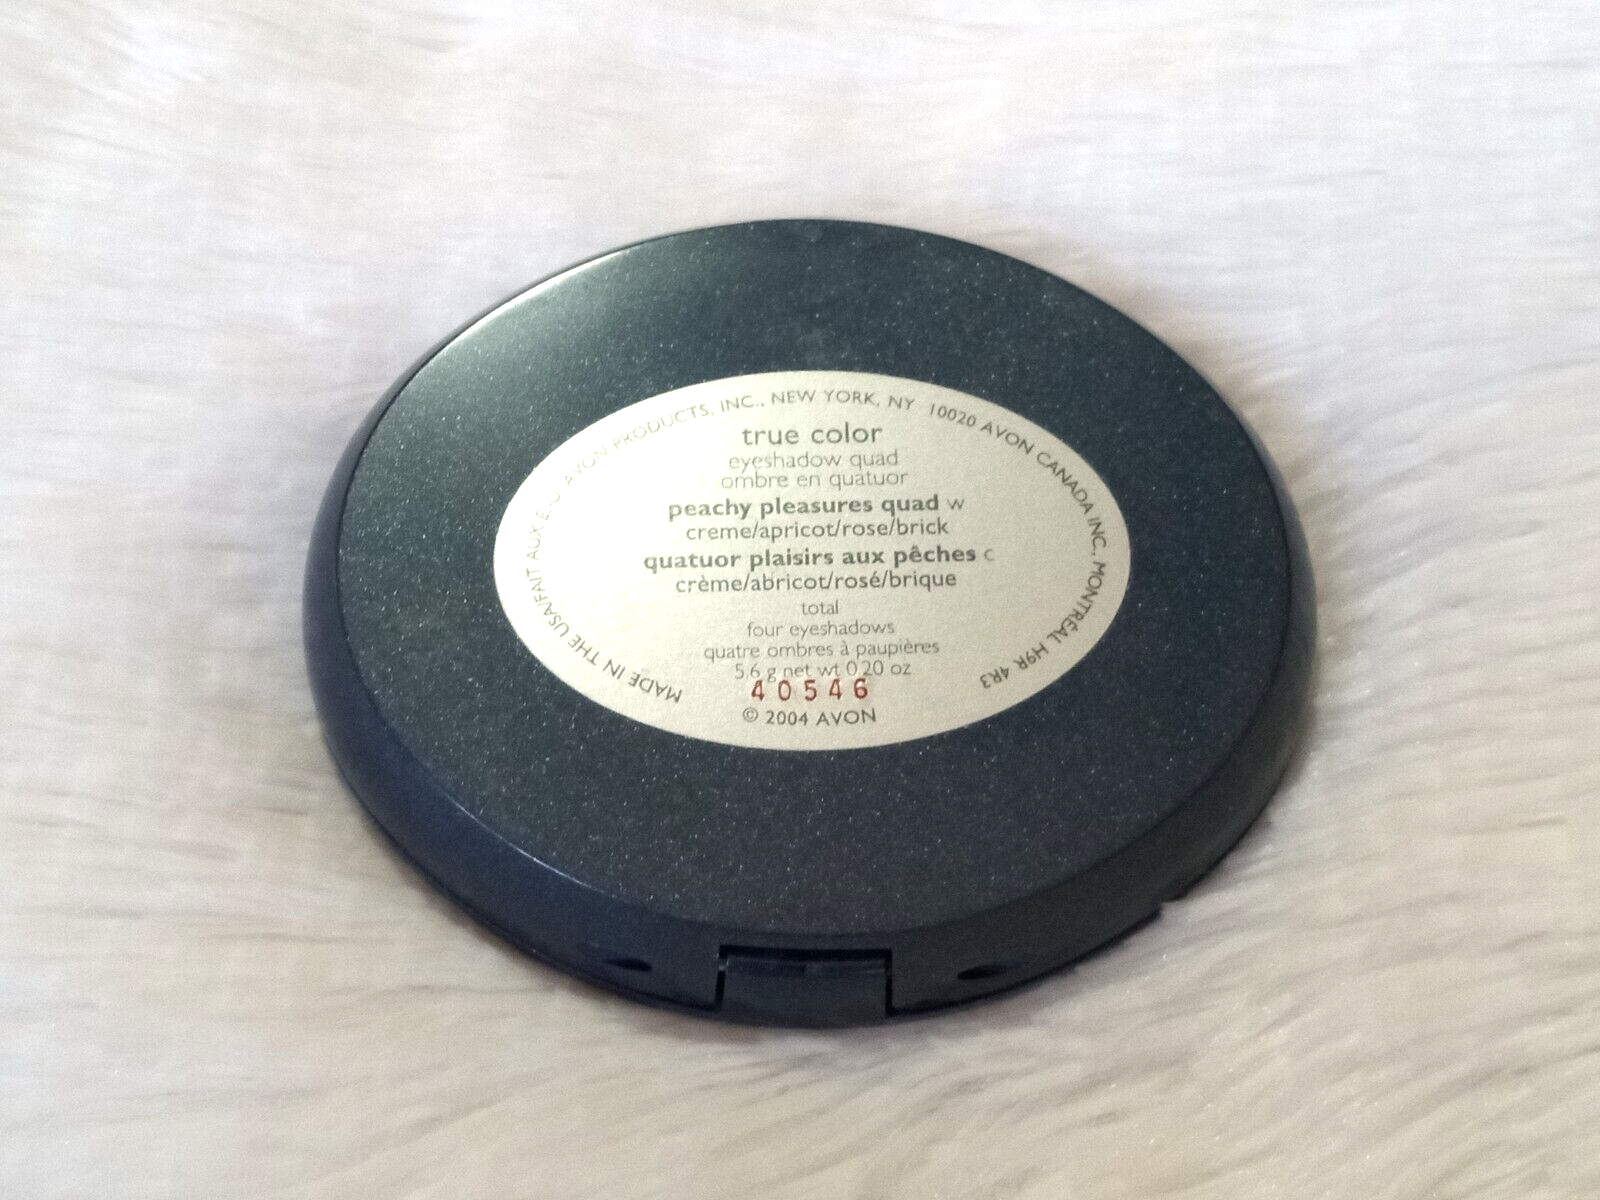 MADE IN THE USA/FAIT AUX É.-U. AVON PRODUCTS, INC., NEW YORK, NY 10020 AVON CANADA INC., MONTRÉAL H9R 4R3
true color
eyeshadow quad
ombre en quatuor
peachy pleasures quad w
creme/apricot/rose/brick
quatuor plaisirs aux pêches c
crème/abricot/rosé/brique
total
four eyeshadows
quatre ombres à paupières
5.6 g net wt 0.20 oz
40546
© 2004 AVON